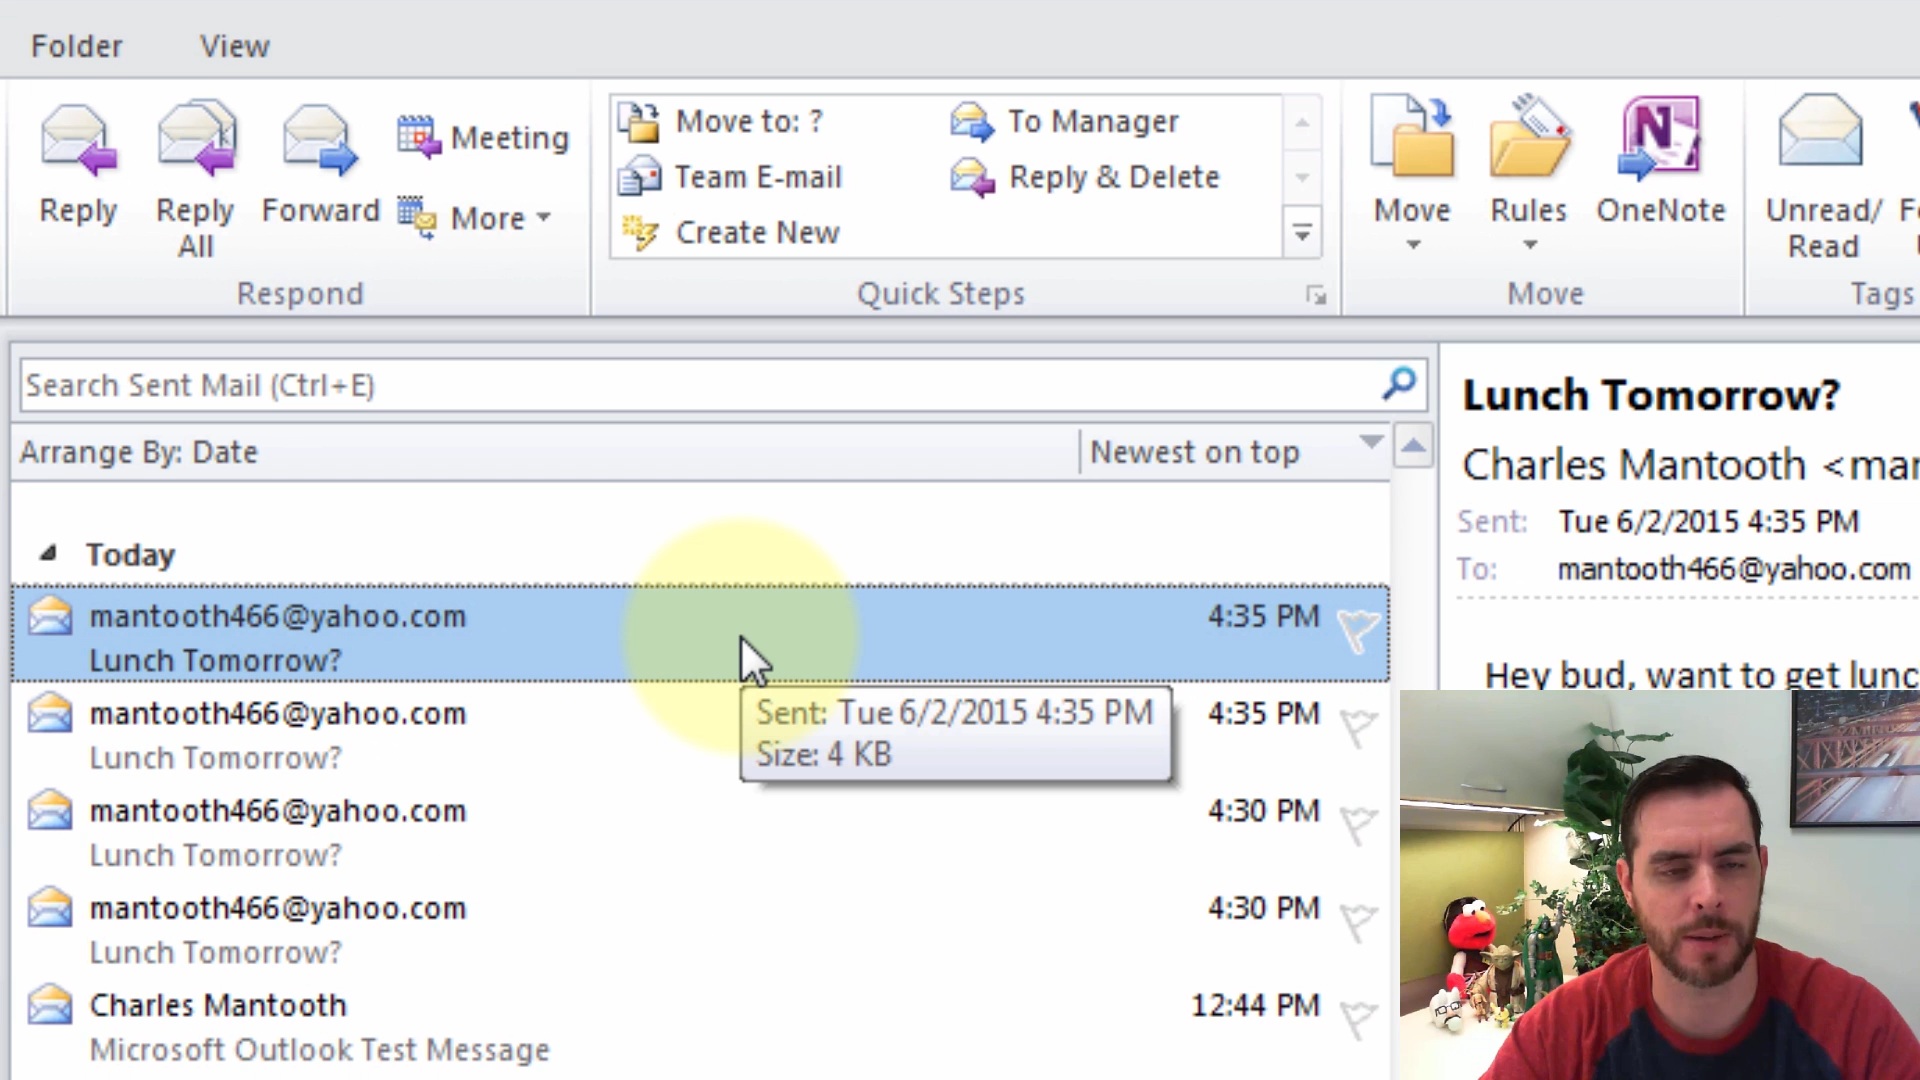 Folder View
Reply
Reply All
Forward
Meeting
More
Respond
Move to: ?
Team E-mail
Create New
To Manager
Reply & Delete
Quick Steps
Move
Rules
OneNote
Move
Unread/ Read
Tags
Search Sent Mail (Ctrl+E)
Arrange By: Date Newest on top
Today
mantooth466@yahoo.com 4:35 PM
Lunch Tomorrow?
Sent: Tue 6/2/2015 4:35 PM
Size: 4 KB
mantooth466@yahoo.com 4:35 PM
Lunch Tomorrow?
mantooth466@yahoo.com 4:30 PM
Lunch Tomorrow?
mantooth466@yahoo.com 4:30 PM
Lunch Tomorrow?
Charles Mantooth 12:44 PM
Microsoft Outlook Test Message
Lunch Tomorrow?
Charles Mantooth <mar
Sent: Tue 6/2/2015 4:35 PM
To: mantooth466@yahoo.com
Hey bud, want to get lunc